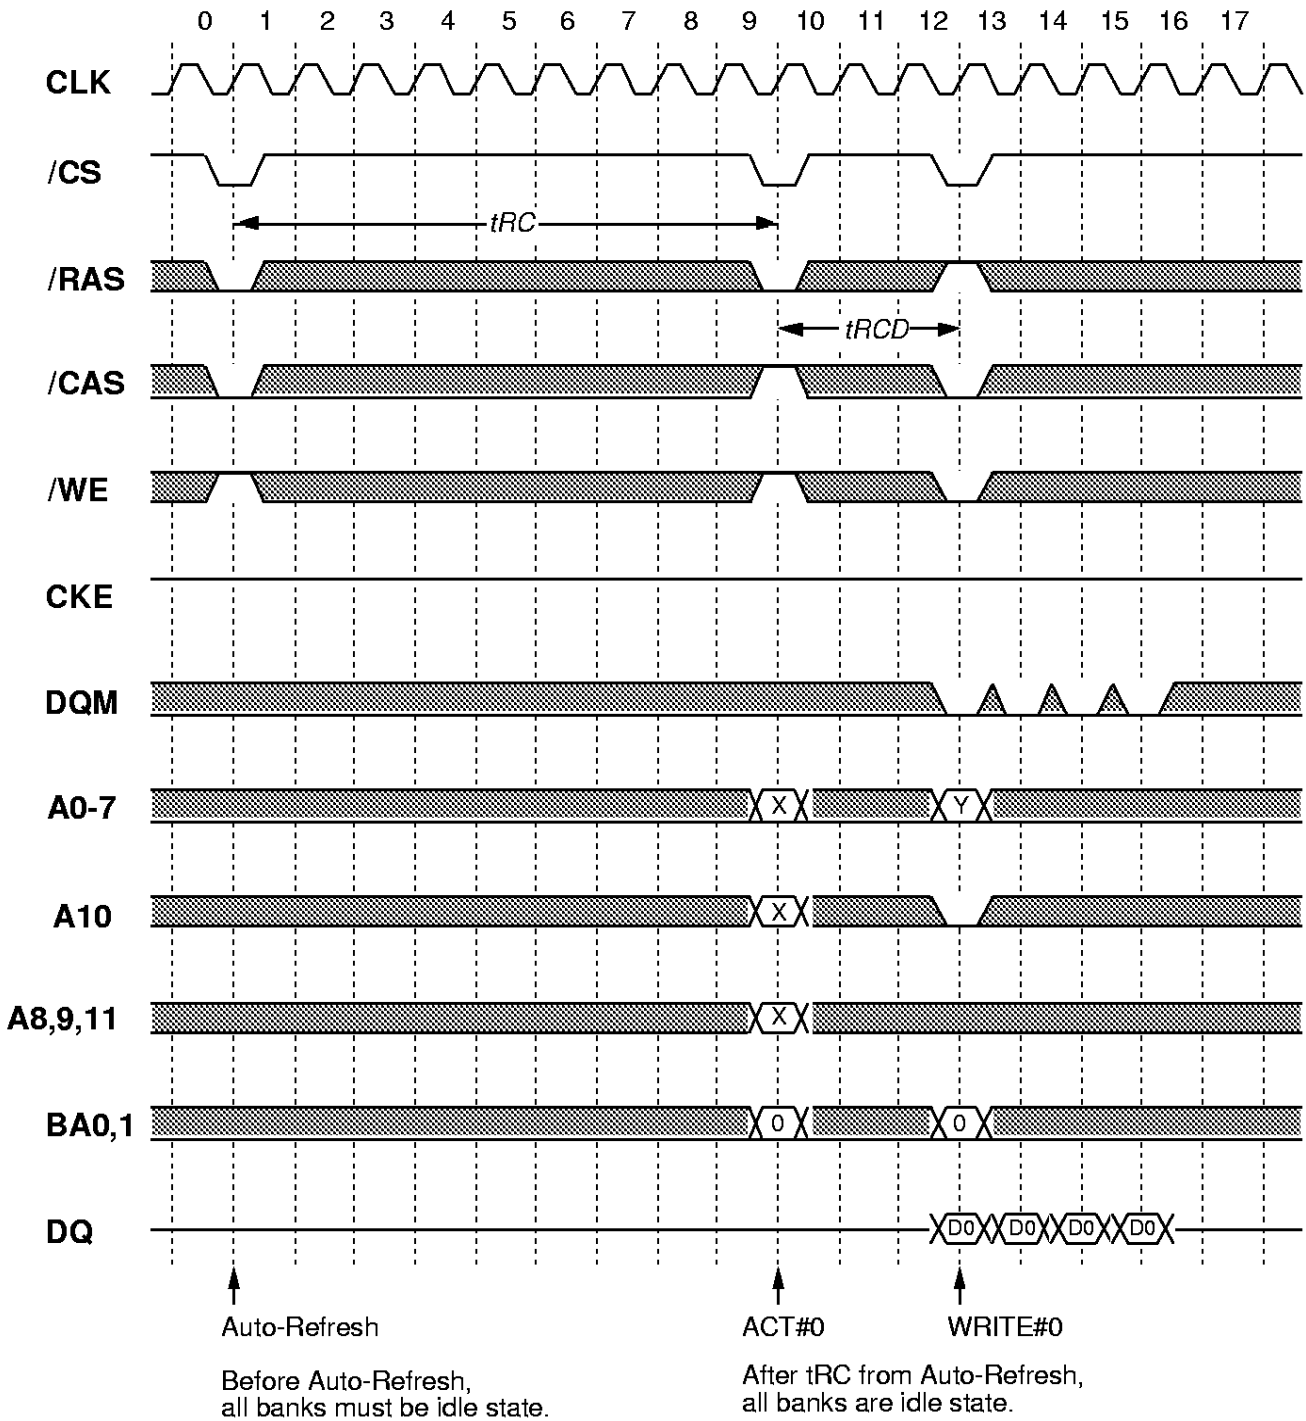 0 1 2 3 4 5 6 7 8 9 10 11 12 13 14 15 16 17
CLK
/CS
tRC
/RAS
tRCD
/CAS
/WE
CKE
DQM
A0-7 X Y
A10 X
A8,9,11 X
BA0,1 0 0
DQ D0 D0 D0 D0
Auto-Refresh ACT#0 WRITE#0
Before Auto-Refresh,
all banks must be idle state.
After tRC from Auto-Refresh,
all banks are idle state.